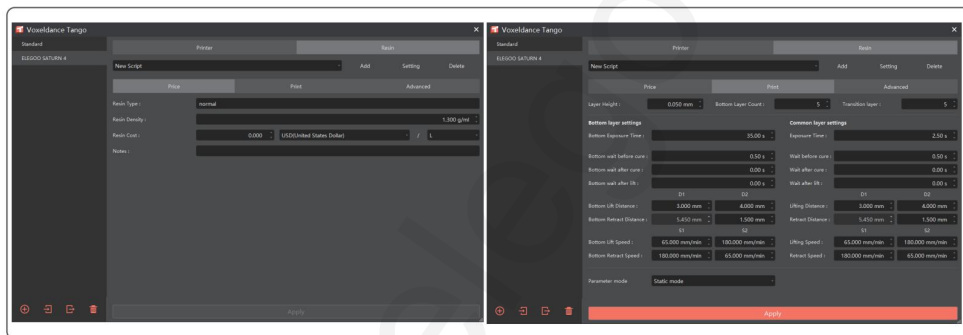 Voxeldance Tango
Standard
ELEGOO SATURN 4
Printer Resin
New Script Add Setting Delete
Price Print Advanced
Resin Type : normal
Resin Density : 1.300 g/ml
Resin Cost : 0.000 USD(United States Dollar) / L
Notes :
Apply
Voxeldance Tango
Standard
ELEGOO SATURN 4
Printer Resin
New Script Add Setting Delete
Price Print Advanced
Layer Height : 0.050 mm Bottom Layer Count : 5 Transition layer : 5
Bottom layer settings Common layer settings
Bottom Exposure Time : 35.00 s Exposure Time : 2.50 s
Bottom wait before cure : 0.50 s Wait before cure : 0.50 s
Bottom wait after cure : 0.00 s Wait after cure : 0.00 s
Bottom wait after lift : 0.00 s Wait after lift : 0.00 s
D1 D2 D1 D2
Bottom Lift Distance : 3.000 mm 4.000 mm Lifting Distance : 3.000 mm 4.000 mm
Bottom Retract Distance : 5.450 mm 1.500 mm Retract Distance : 5.450 mm 1.500 mm
S1 S2 S1 S2
Bottom Lift Speed : 65.000 mm/min 180.000 mm/min Lifting Speed : 65.000 mm/min 180.000 mm/min
Bottom Retract Speed : 180.000 mm/min 65.000 mm/min Retract Speed : 180.000 mm/min 65.000 mm/min
Parameter mode Static mode
Apply